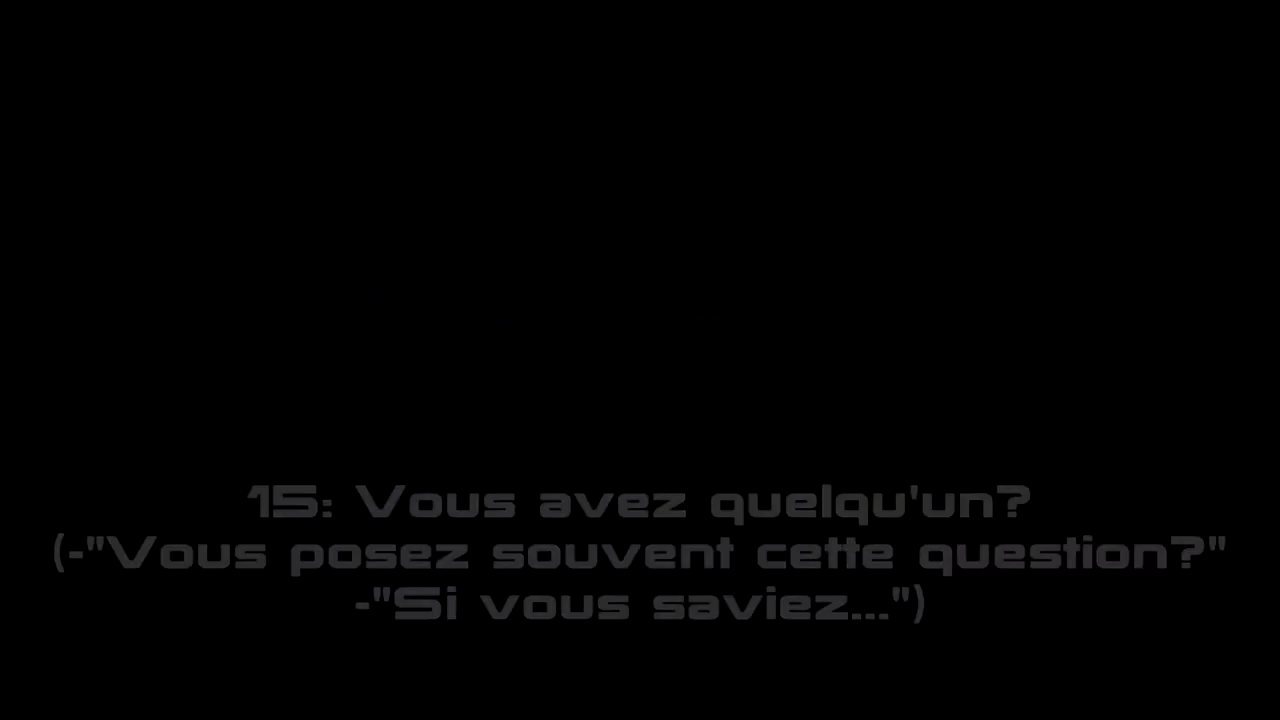 15: Vous avez quelqu'un?
(-"Vous posez souvent cette question?"
-"Si vous saviez...")